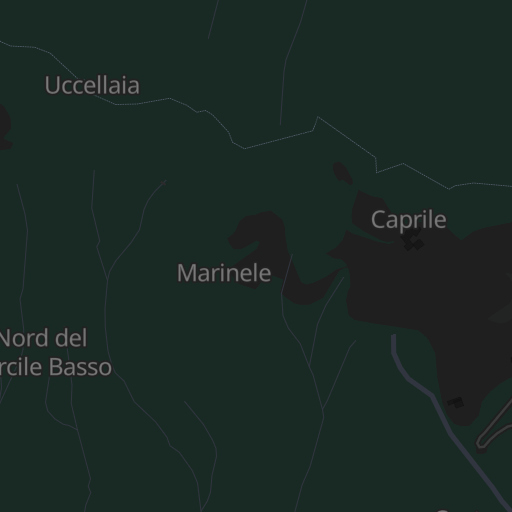 Uccellaia
Caprile
Marinele
Nord del
rcile Basso